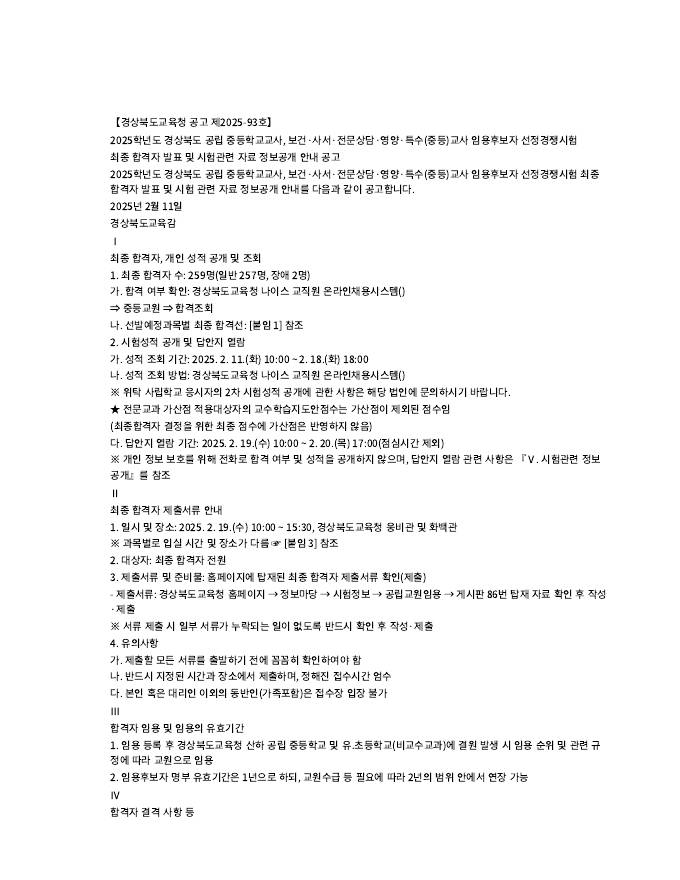 【경상북도교육청 공고 제2025-93호】
2025학년도 경상북도 공립 중등학교교사, 보건·사서·전문상담·영양·특수(중등)교사 임용후보자 선정경쟁시험
최종 합격자 발표 및 시험관련 자료 정보공개 안내 공고
2025학년도 경상북도 공립 중등학교교사, 보건·사서·전문상담·영양·특수(중등)교사 임용후보자 선정경쟁시험 최종
합격자 발표 및 시험 관련 자료 정보공개 안내를 다음과 같이 공고합니다.
2025년 2월 11일
경상북도교육감
Ⅰ
최종 합격자, 개인 성적 공개 및 조회
1. 최종 합격자 수: 259명(일반 257명, 장애 2명)
가. 합격 여부 확인: 경상북도교육청 나이스 교직원 온라인채용시스템()
⇒ 중등교원 ⇒ 합격조회
나. 선발예정과목별 최종 합격선: [붙임 1] 참조
2. 시험성적 공개 및 답안지 열람
가. 성적 조회 기간: 2025. 2. 11.(화) 10:00 ~ 2. 18.(화) 18:00
나. 성적 조회 방법: 경상북도교육청 나이스 교직원 온라인채용시스템()
※ 위탁 사립학교 응시자의 2차 시험성적 공개에 관한 사항은 해당 법인에 문의하시기 바랍니다.
★ 전문교과 가산점 적용대상자의 교수학습지도안점수는 가산점이 제외된 점수임
(최종합격자 결정을 위한 최종 점수에 가산점은 반영하지 않음)
다. 답안지 열람 기간: 2025. 2. 19.(수) 10:00 ~ 2. 20.(목) 17:00(점심시간 제외)
※ 개인 정보 보호를 위해 전화로 합격 여부 및 성적을 공개하지 않으며, 답안지 열람 관련 사항은 『Ⅴ. 시험관련 정보
공개』를 참조
Ⅱ
최종 합격자 제출서류 안내
1. 일시 및 장소: 2025. 2. 19.(수) 10:00 ~ 15:30, 경상북도교육청 웅비관 및 화백관
※ 과목별로 입실 시간 및 장소가 다름☞ [붙임 3] 참조
2. 대상자: 최종 합격자 전원
3. 제출서류 및 준비물: 홈페이지에 탑재된 최종 합격자 제출서류 확인(제출)
- 제출서류: 경상북도교육청 홈페이지 → 정보마당 → 시험정보 → 공립교원임용 → 게시판 86번 탑재 자료 확인 후 작성
·제출
※ 서류 제출 시 일부 서류가 누락되는 일이 없도록 반드시 확인 후 작성·제출
4. 유의사항
가. 제출할 모든 서류를 출발하기 전에 꼼꼼히 확인하여야 함
나. 반드시 지정된 시간과 장소에서 제출하며, 정해진 접수시간 엄수
다. 본인 혹은 대리인 이외의 동반인(가족포함)은 접수장 입장 불가
Ⅲ
합격자 임용 및 임용의 유효기간
1. 임용 등록 후 경상북도교육청 산하 공립 중등학교 및 유.초등학교(비교수교과)에 결원 발생 시 임용 순위 및 관련 규
정에 따라 교원으로 임용
2. 임용후보자 명부 유효기간은 1년으로 하되, 교원수급 등 필요에 따라 2년의 범위 안에서 연장 가능
Ⅳ
합격자 결격 사항 등